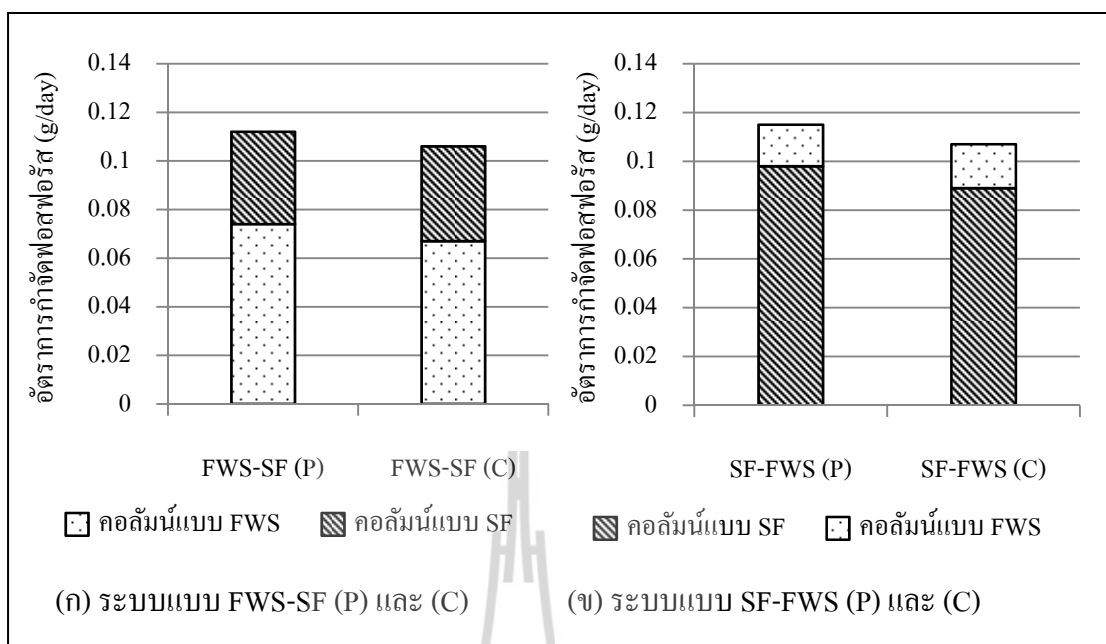 อัตราการกำจัดฟอสฟอรัส (g/day)
0.14
0.12
0.1
0.08
0.06
0.04
0.02
0
FWS-SF (P) FWS-SF (C)
คอลัมน์แบบ FWS คอลัมน์แบบ SF
(ก) ระบบแบบ FWS-SF (P) และ (C)
อัตราการกำจัดฟอสฟอรัส (g/day)
0.14
0.12
0.1
0.08
0.06
0.04
0.02
0
SF-FWS (P) SF-FWS (C)
คอลัมน์แบบ SF คอลัมน์แบบ FWS
(ข) ระบบแบบ SF-FWS (P) และ (C)